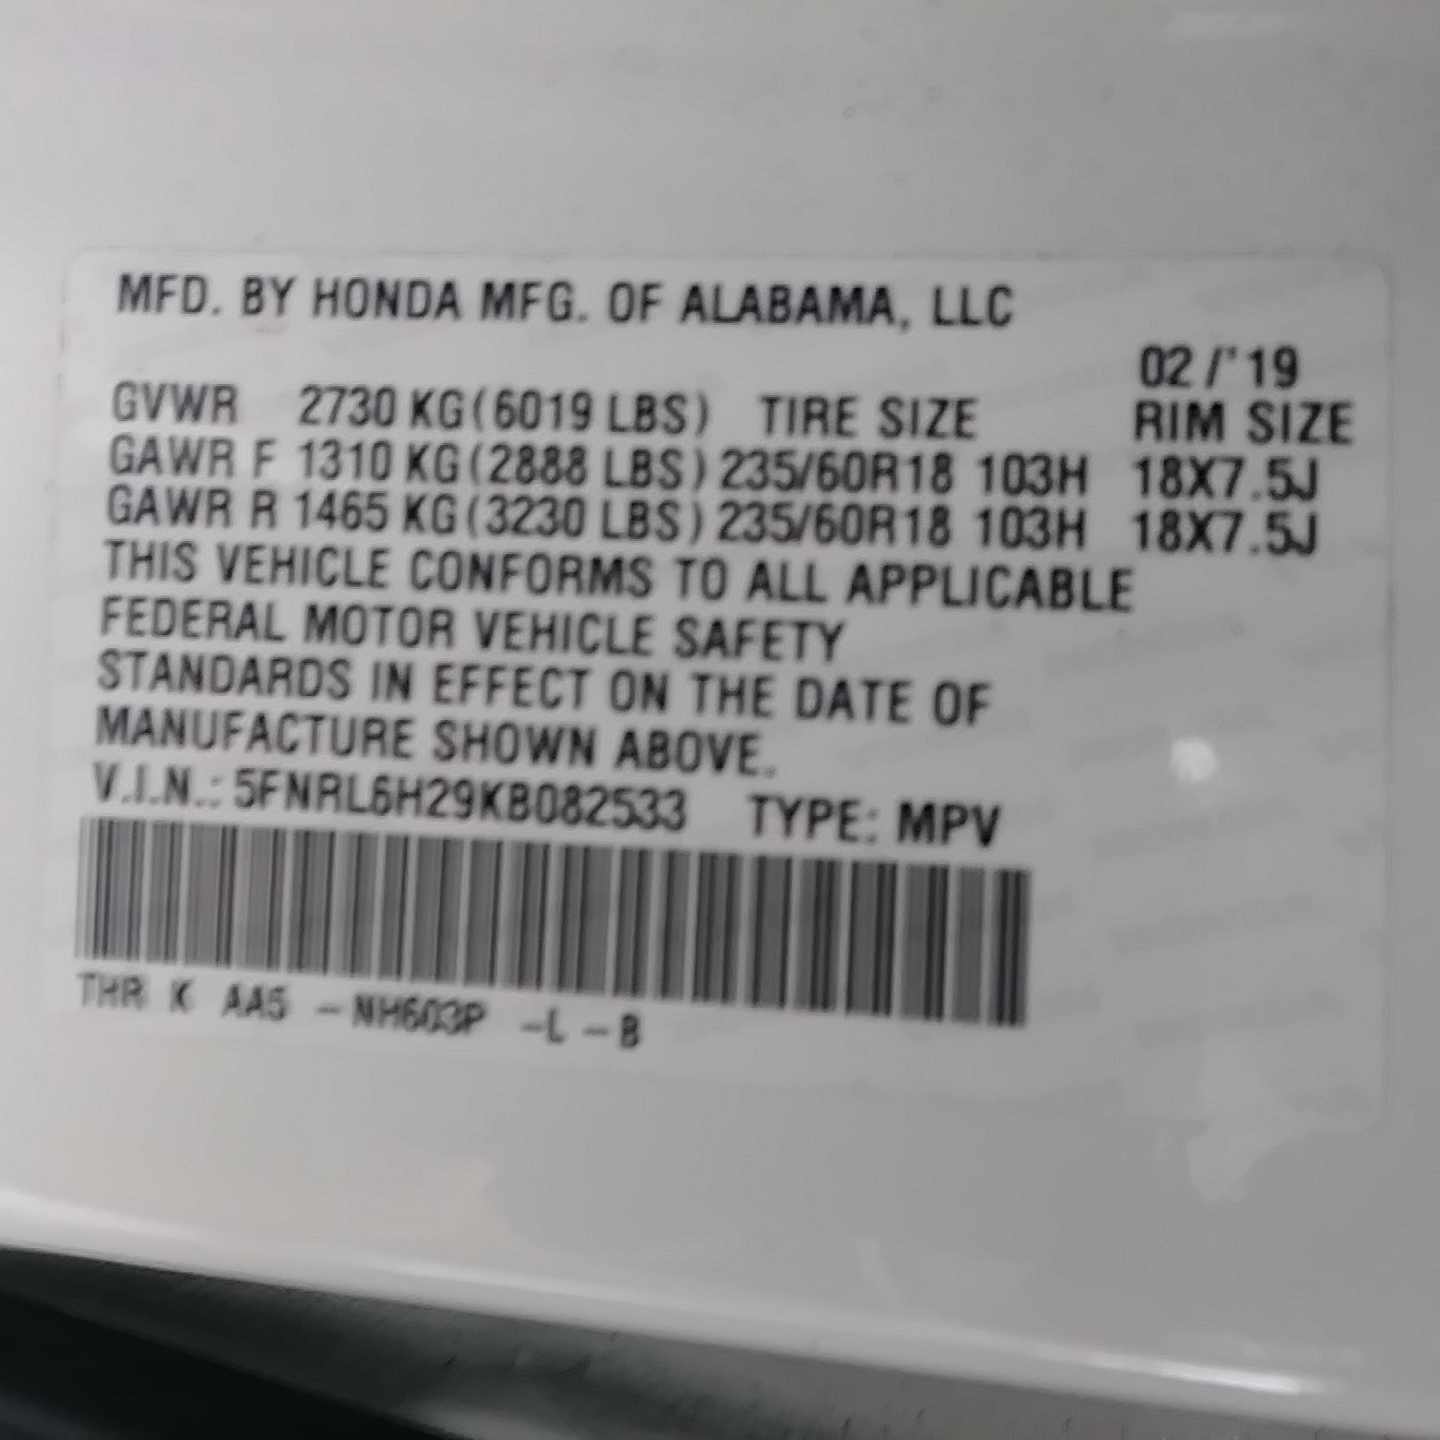 MFD. BY HONDA MFG. OF ALABAMA, LLC
02/'19
GVWR 2730 KG(6019 LBS) TIRE SIZE RIM SIZE
GAWR F 1310 KG(2888 LBS) 235/60R18 103H 18X7.5J
GAWR R 1465 KG(3230 LBS) 235/60R18 103H 18X7.5J
THIS VEHICLE CONFORMS TO ALL APPLICABLE
FEDERAL MOTOR VEHICLE SAFETY
STANDARDS IN EFFECT ON THE DATE OF
MANUFACTURE SHOWN ABOVE.
V.I.N.: 5FNRL6H29KB082533 TYPE: MPV
THR K AA5 -NH603P -L -B